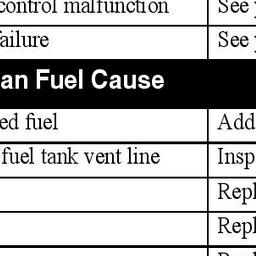 control malfunction See
failure See
an Fuel Cause
ed fuel Add
fuel tank vent line Insp
Repl
Repl